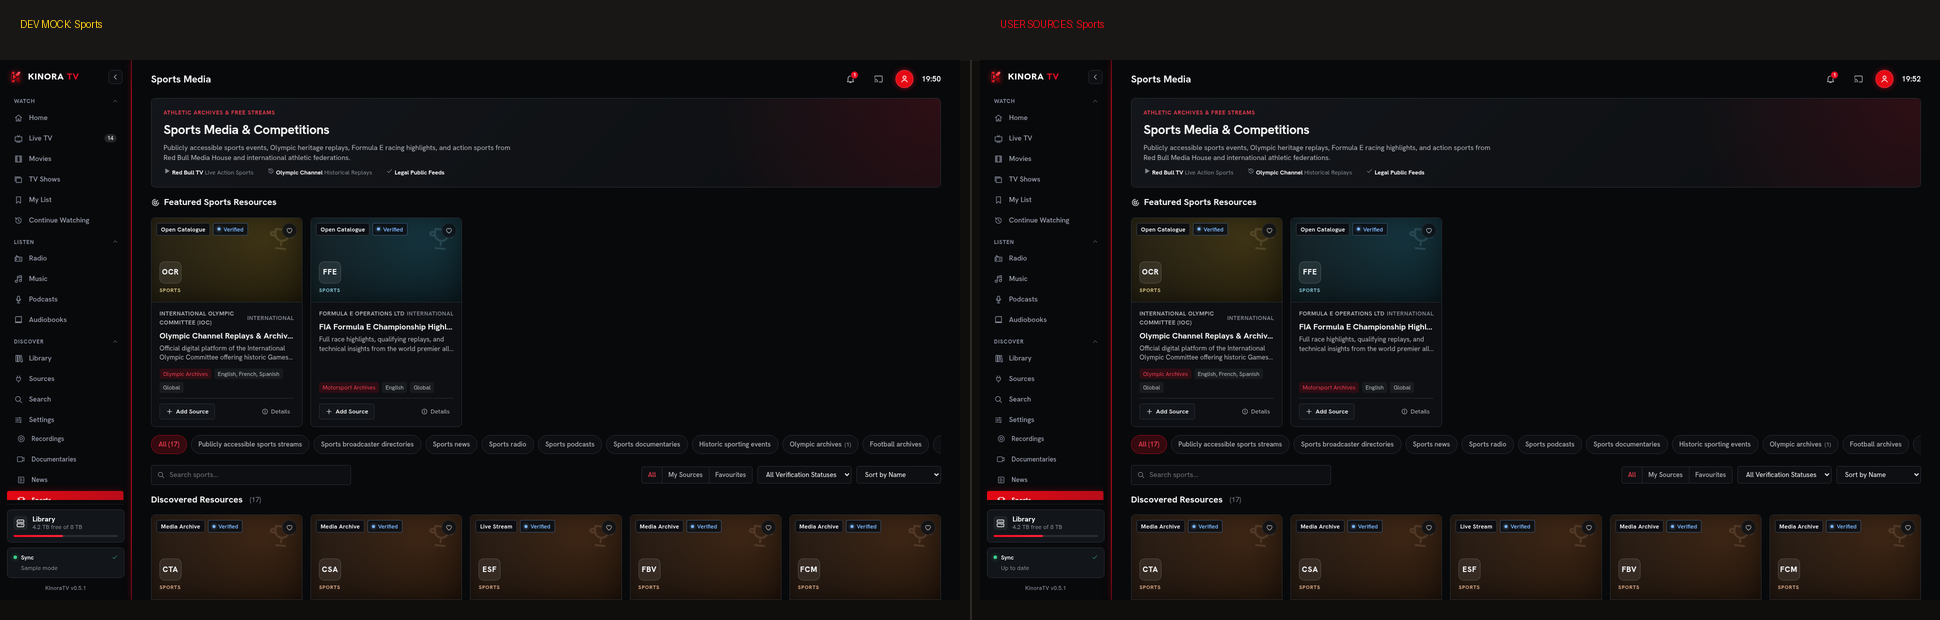 DEV MOCK: Sports
KINORA TV
WATCH
Home
Live TV 14
Movies
TV Shows
My List
Continue Watching
LISTEN
Radio
Music
Podcasts
Audiobooks
DISCOVER
Library
Sources
Search
Settings
Recordings
Documentaries
News
Sports
Library
4.2 TB free of 8 TB
Sync
Sample mode
KinoraTV v0.5.1
Sports Media
1
19:50
ATHLETIC ARCHIVES & FREE STREAMS
Sports Media & Competitions
Publicly accessible sports events, Olympic heritage replays, Formula E racing highlights, and action sports from
Red Bull Media House and international athletic federations.
Red Bull TV Live Action Sports Olympic Channel Historical Replays Legal Public Feeds
Featured Sports Resources
Open Catalogue Verified
OCR
SPORTS
INTERNATIONAL OLYMPIC
COMMITTEE (IOC)
INTERNATIONAL
Olympic Channel Replays & Archiv...
Official digital platform of the International
Olympic Committee offering historic Games...
Olympic Archives English, French, Spanish
Global
+ Add Source Details
Open Catalogue Verified
FFE
SPORTS
FORMULA E OPERATIONS LTD INTERNATIONAL
FIA Formula E Championship Highl...
Full race highlights, qualifying replays, and
technical insights from the world premier all...
Motorsport Archives English Global
+ Add Source Details
All (17) Publicly accessible sports streams Sports broadcaster directories Sports news Sports radio Sports podcasts Sports documentaries Historic sporting events Olympic archives (1) Football archives
Search sports...
All My Sources Favourites All Verification Statuses Sort by Name
Discovered Resources (17)
Media Archive Verified
CTA
SPORTS
Media Archive Verified
CSA
SPORTS
Live Stream Verified
ESF
SPORTS
Media Archive Verified
FBV
SPORTS
Media Archive Verified
FCM
SPORTS
USER SOURCES: Sports
KINORA TV
WATCH
Home
Live TV
Movies
TV Shows
My List
Continue Watching
LISTEN
Radio
Music
Podcasts
Audiobooks
DISCOVER
Library
Sources
Search
Settings
Recordings
Documentaries
News
Sports
Library
4.2 TB free of 8 TB
Sync
Up to date
KinoraTV v0.5.1
Sports Media
1
19:52
ATHLETIC ARCHIVES & FREE STREAMS
Sports Media & Competitions
Publicly accessible sports events, Olympic heritage replays, Formula E racing highlights, and action sports from
Red Bull Media House and international athletic federations.
Red Bull TV Live Action Sports Olympic Channel Historical Replays Legal Public Feeds
Featured Sports Resources
Open Catalogue Verified
OCR
SPORTS
INTERNATIONAL OLYMPIC
COMMITTEE (IOC)
INTERNATIONAL
Olympic Channel Replays & Archiv...
Official digital platform of the International
Olympic Committee offering historic Games...
Olympic Archives English, French, Spanish
Global
+ Add Source Details
Open Catalogue Verified
FFE
SPORTS
FORMULA E OPERATIONS LTD INTERNATIONAL
FIA Formula E Championship Highl...
Full race highlights, qualifying replays, and
technical insights from the world premier all...
Motorsport Archives English Global
+ Add Source Details
All (17) Publicly accessible sports streams Sports broadcaster directories Sports news Sports radio Sports podcasts Sports documentaries Historic sporting events Olympic archives (1) Football archives
Search sports...
All My Sources Favourites All Verification Statuses Sort by Name
Discovered Resources (17)
Media Archive Verified
CTA
SPORTS
Media Archive Verified
CSA
SPORTS
Live Stream Verified
ESF
SPORTS
Media Archive Verified
FBV
SPORTS
Media Archive Verified
FCM
SPORTS